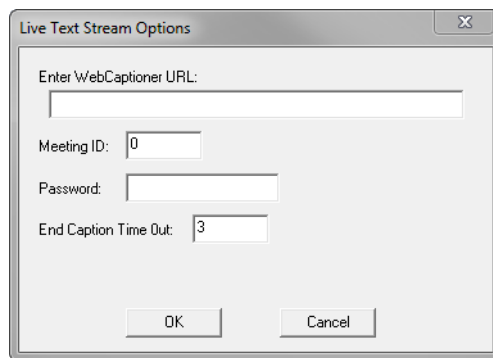 Live Text Stream Options
Enter WebCaptioner URL:
Meeting ID: 0
Password:
End Caption Time Out: 3
OK Cancel